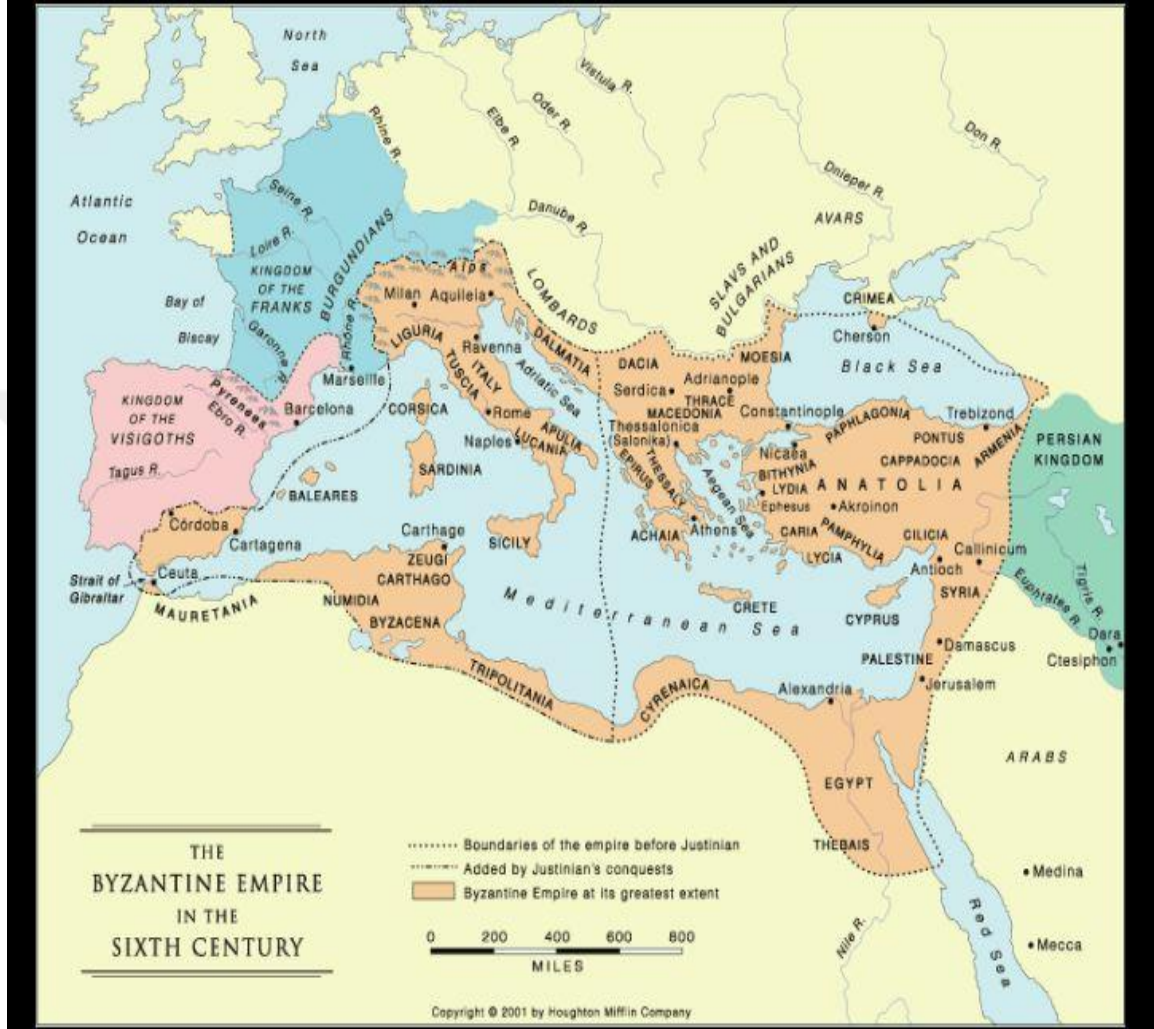 North
Sea
Vistula R.
Oder R.
Elbe R.
Rhine R.
Don R.
Dnieper R.
Atlantic
Ocean
Seine R.
Danube R.
AVARS
Loire R.
BURGUNDIANS
KINGDOM
OF THE
FRANKS
Alps
LOMBARDS
SLAVS AND
BULGARIANS
Bay of
Biscay
Garonne R.
Rhône R.
Milan
Aquileia
CRIMEA
Cherson
LIGURIA
Ravenna
DALMATIA
DACIA
MOESIA
Black Sea
Marseille
TUSCIA
ITALY
Adriatic Sea
Serdica
Adrianople
THRACE
KINGDOM
OF THE
VISIGOTHS
Pyrenees
Ebro R.
Barcelona
CORSICA
Rome
MACEDONIA
Constantinople
PAPHLAGONIA
Trebizond
Thessalonica
(Salonika)
Naples
APULIA
LUCANIA
Nicaea
PONTUS
ARMENIA
PERSIAN
KINGDOM
Tagus R.
SARDINIA
EPIRUS
THESSALY
Aegean Sea
BITHYNIA
CAPPADOCIA
LYDIA
ANATOLIA
BALEARES
Ephesus
Akroinon
Córdoba
Cartagena
Carthage
SICILY
ACHAIA
Athens
CARIA
PAMPHYLIA
CILICIA
ZEUGI
CARTHAGO
LYCIA
Callinicum
Antioch
Strait of
Gibraltar
Ceuta
MAURETANIA
NUMIDIA
BYZACENA
Mediterranean Sea
CRETE
CYPRUS
SYRIA
Euphratee R.
Tigris R.
Dara
Ctesiphon
Damascus
PALESTINE
TRIPOLITANIA
CYRENAICA
Alexandria
Jerusalem
ARABS
EGYPT
THEBAIS
Medina
Nile R.
Red Sea
Mecca
THE
BYZANTINE EMPIRE
IN THE
SIXTH CENTURY
Boundaries of the empire before Justinian
Added by Justinian's conquests
Byzantine Empire at its greatest extent
0 200 400 600 800
MILES
Copyright © 2001 by Houghton Mifflin Company